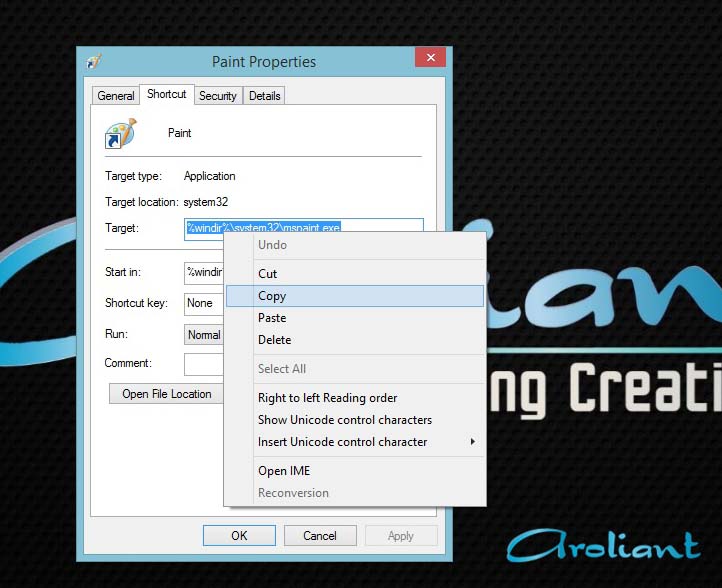 Paint Properties
General Shortcut Security Details
Paint
Target type: Application
Target location: system32
Target: %windir%\system32\mspaint.exe
Undo
Cut
Start in: %windir
Copy
Shortcut key: None
Paste
Run: Normal
Delete
Comment:
Select All
Open File Location
Right to left Reading order
Show Unicode control characters
Insert Unicode control character
Open IME
Reconversion
OK Cancel Apply
ian
ng Creati
aroliant